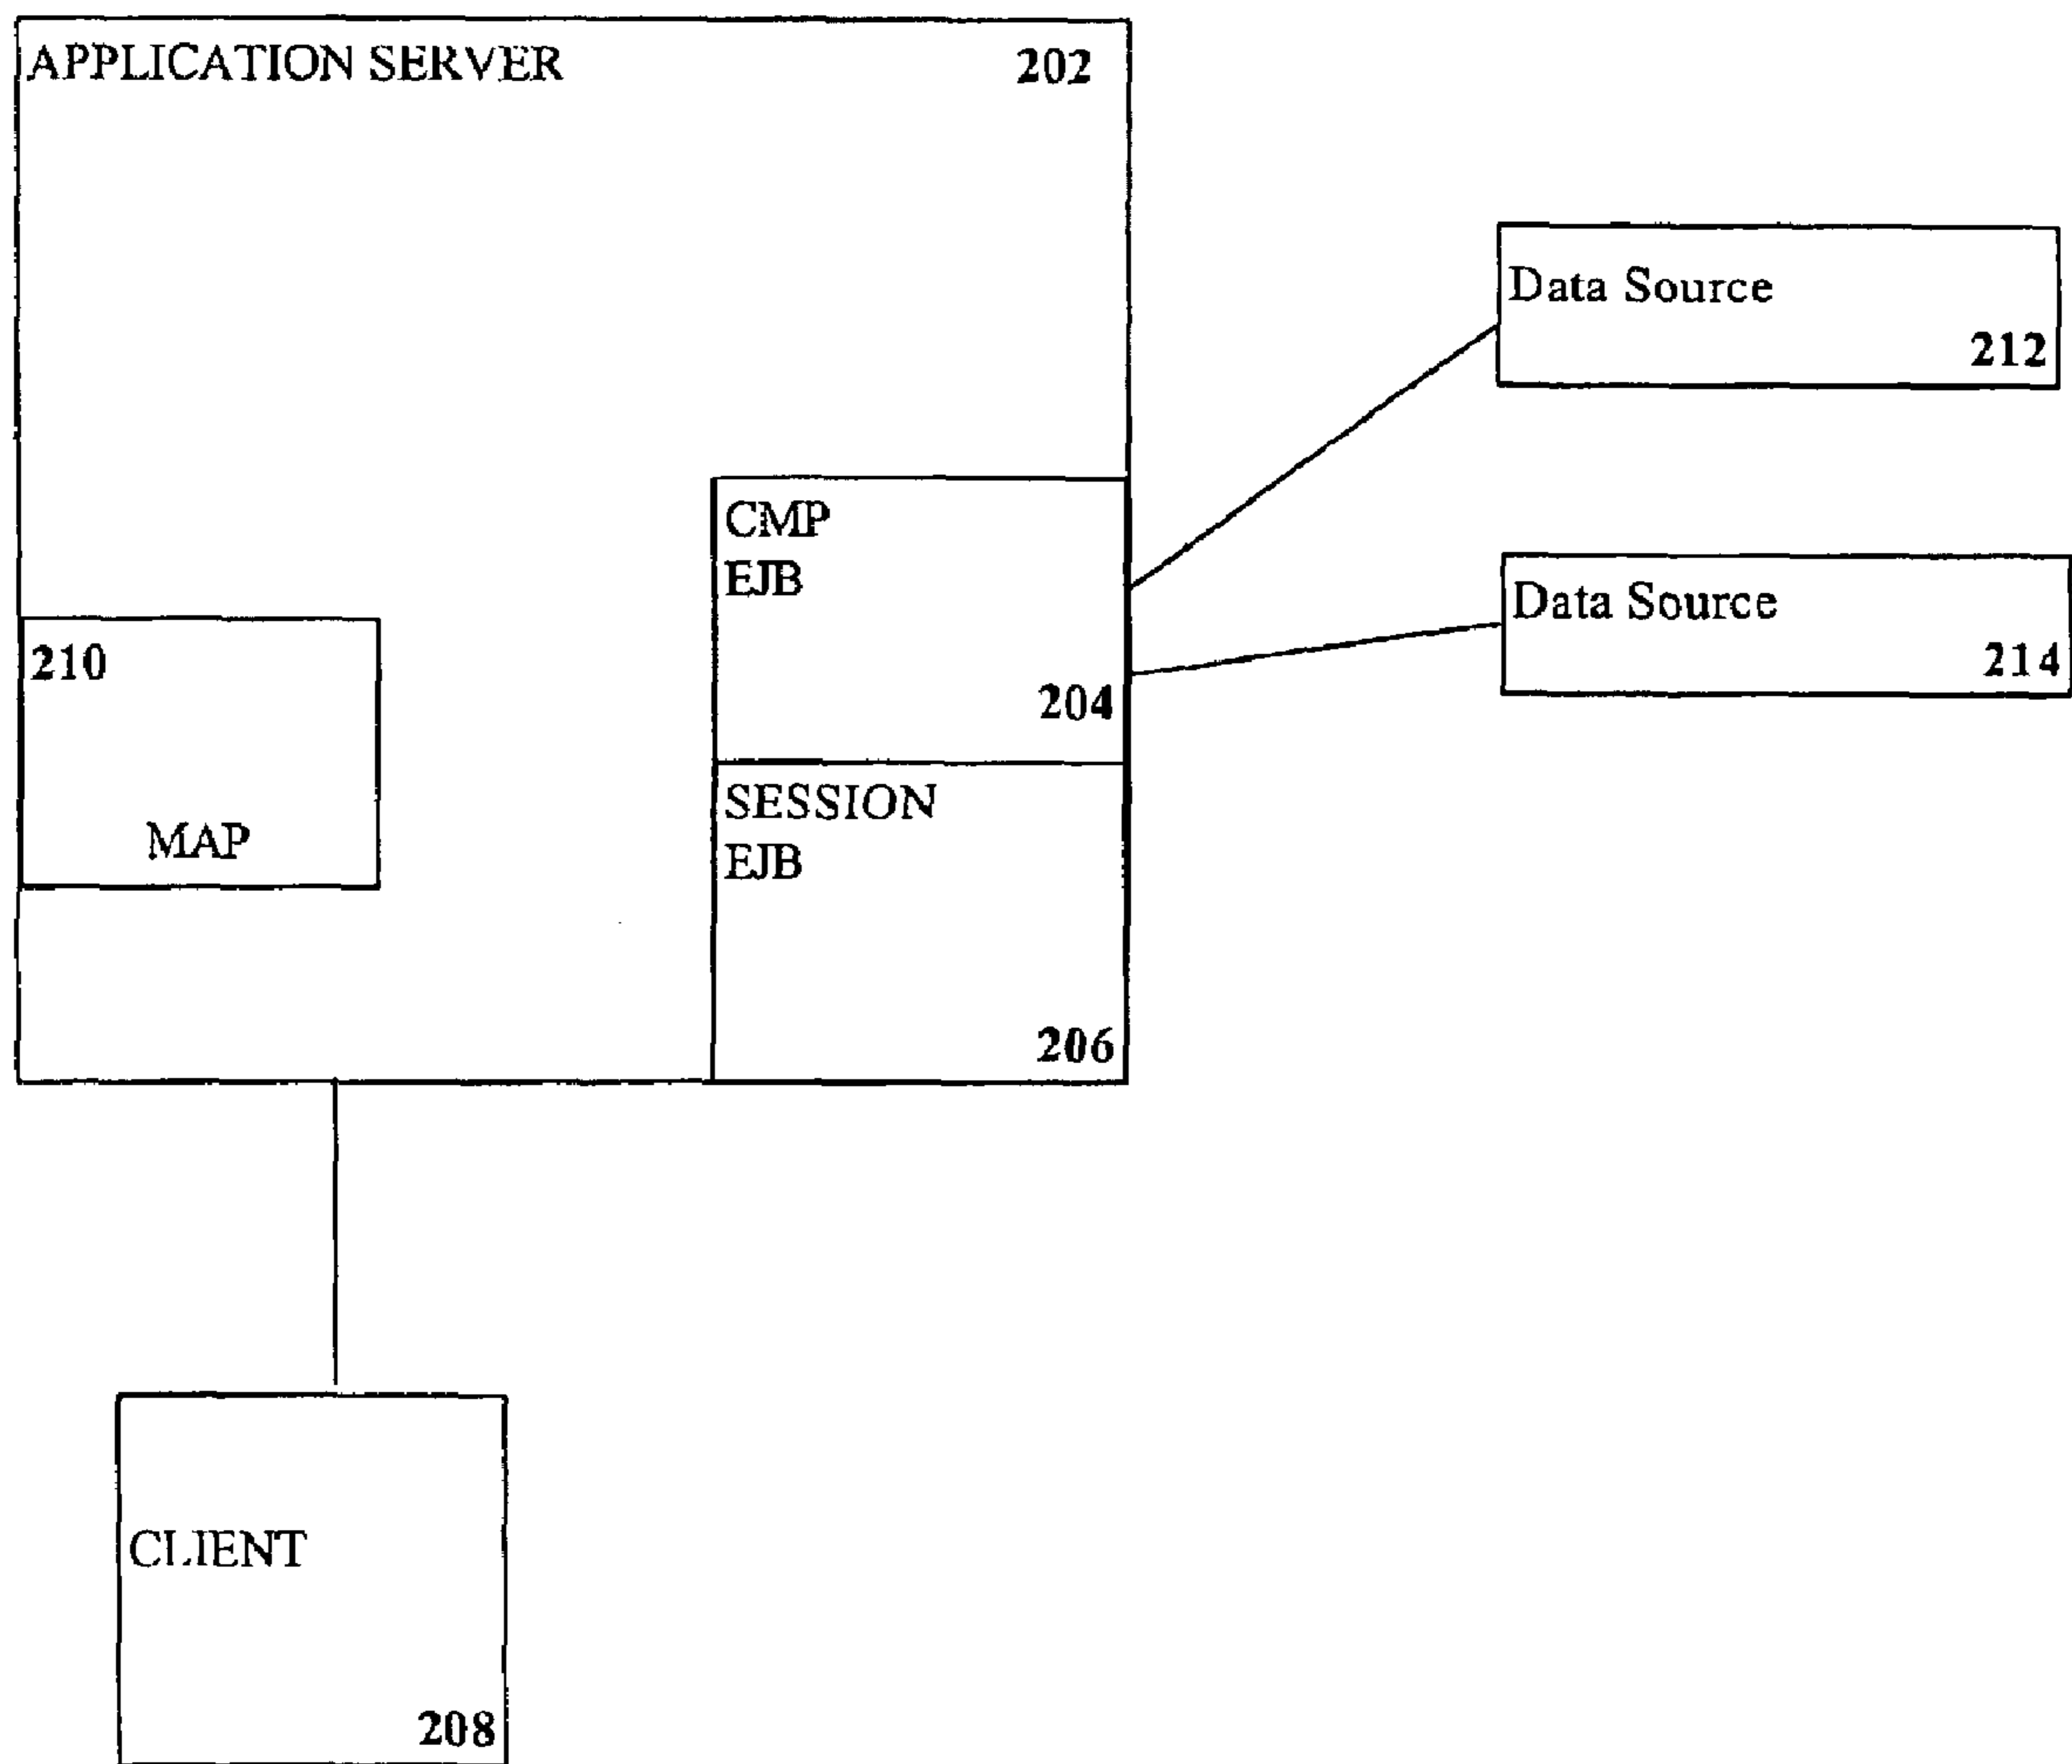 APPLICATION SERVER 202
Data Source
212
CMP
EJB
204
Data Source
214
210
MAP
SESSION
EJB
206
CLIENT
208